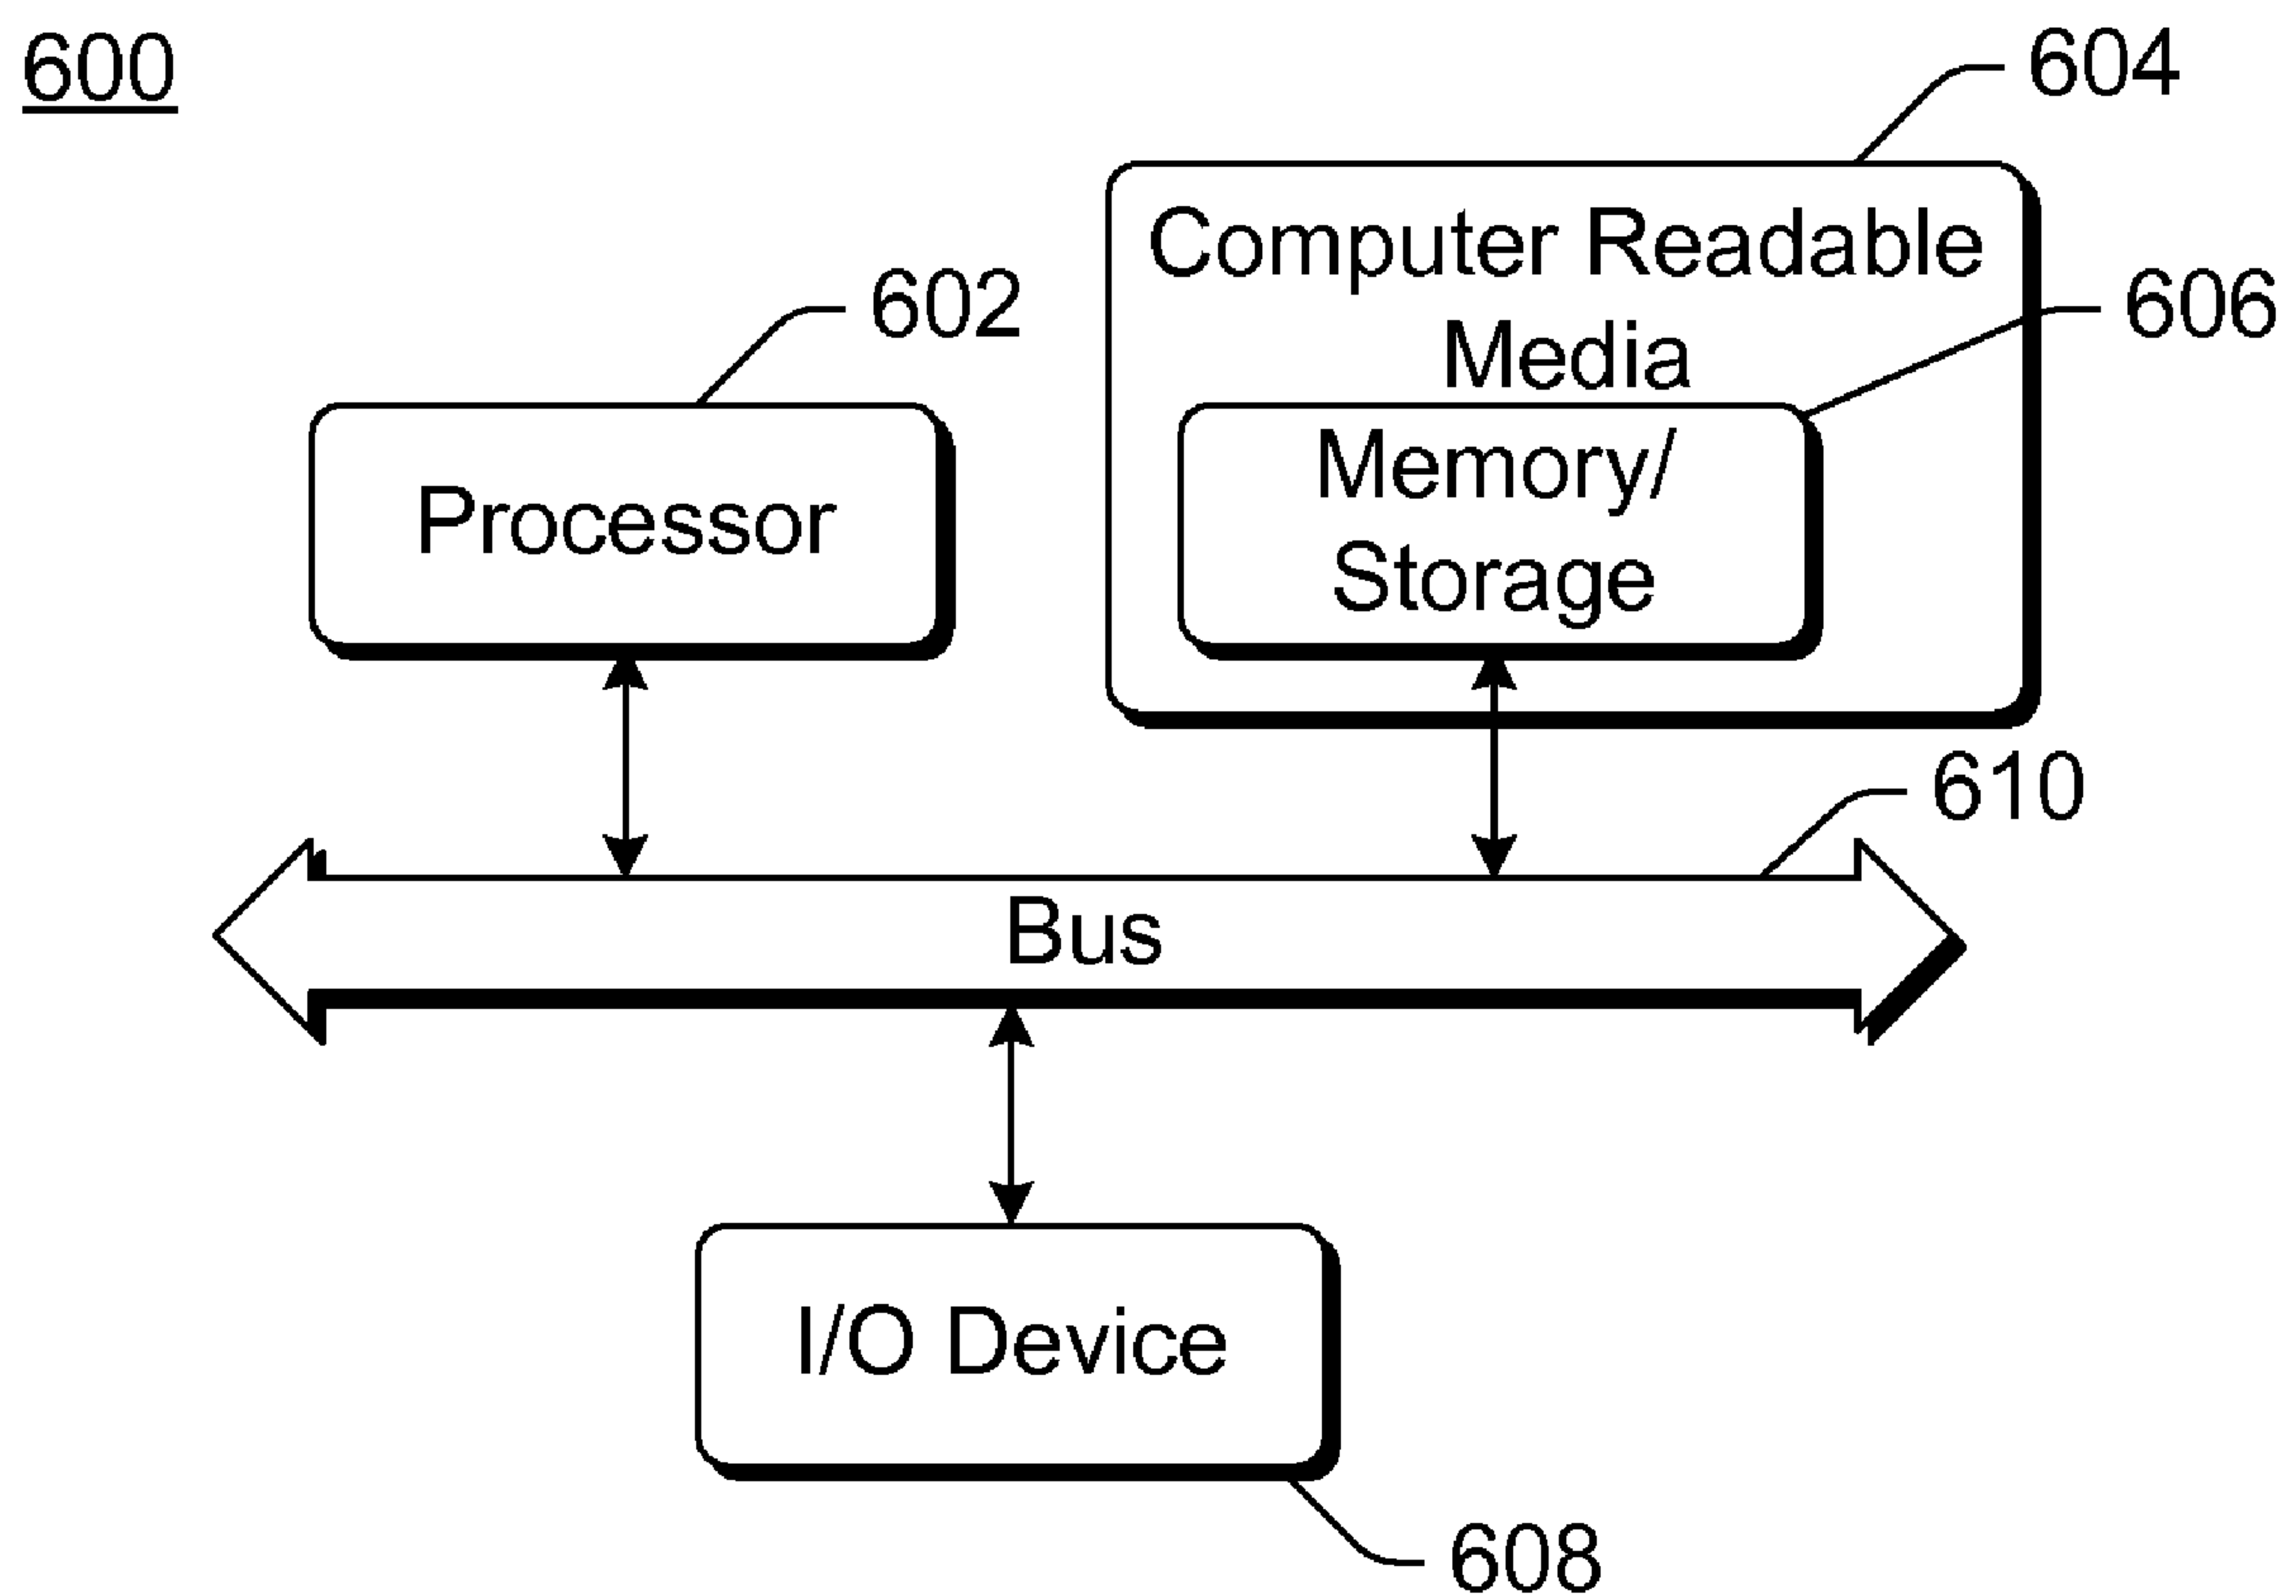 600
604
Computer Readable
Media
606
602
Memory/
Storage
Processor
610
Bus
I/O Device
608